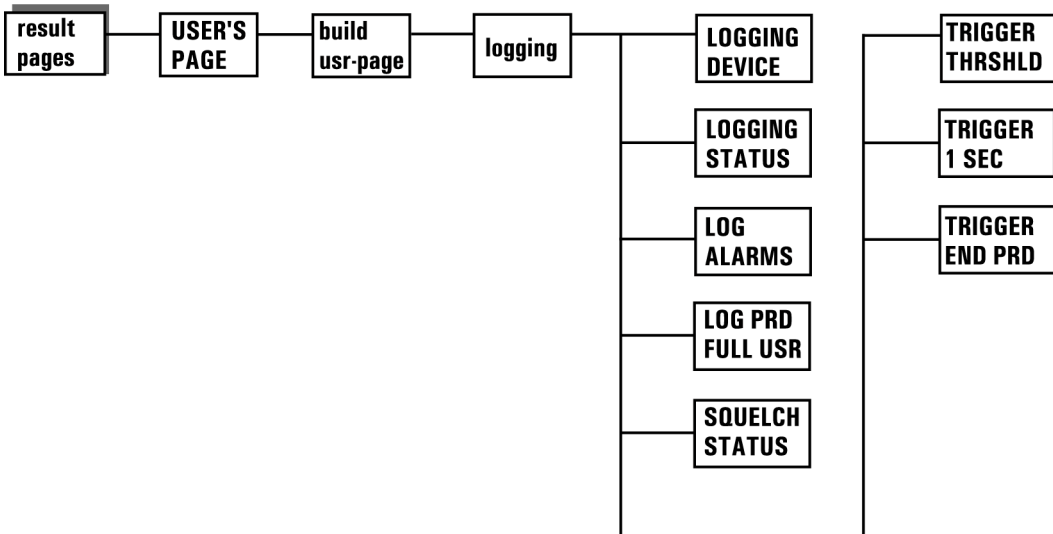 result
pages
USER'S
PAGE
build
usr-page
logging
LOGGING
DEVICE
LOGGING
STATUS
LOG
ALARMS
LOG PRD
FULL USR
SQUELCH
STATUS
TRIGGER
THRSHLD
TRIGGER
1 SEC
TRIGGER
END PRD